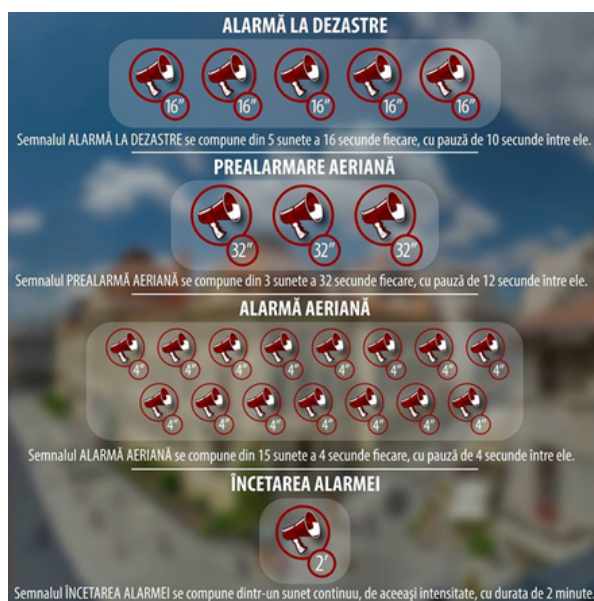 ALARMĂ LA DEZASTRE
16” 16” 16” 16” 16”
Semnalul ALARMĂ LA DEZASTRE se compune din 5 sunete a 16 secunde fiecare, cu pauză de 10 secunde între ele.
PREALARMARE AERIANĂ
32” 32” 32”
Semnalul PREALARMĂ AERIANĂ se compune din 3 sunete a 32 secunde fiecare, cu pauză de 12 secunde între ele.
ALARMĂ AERIANĂ
4” 4” 4” 4” 4” 4” 4” 4”
4” 4” 4” 4” 4” 4” 4”
Semnalul ALARMĂ AERIANĂ se compune din 15 sunete a 4 secunde fiecare, cu pauză de 4 secunde între ele.
ÎNCETAREA ALARMEI
2’
Semnalul ÎNCETAREA ALARMEI se compune dintr-un sunet continuu, de aceeași intensitate, cu durata de 2 minute.